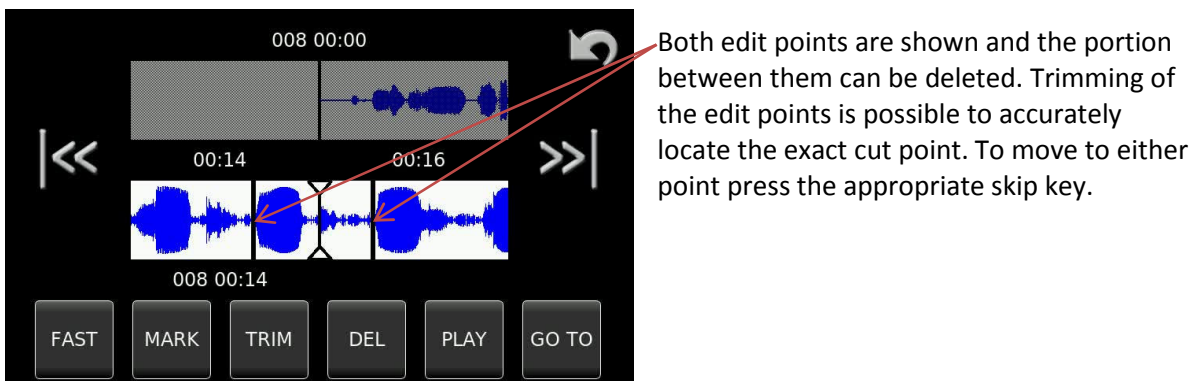 008 00:00
00:14 00:16
008 00:14
FAST MARK TRIM DEL PLAY GO TO
Both edit points are shown and the portion
between them can be deleted. Trimming of
the edit points is possible to accurately
locate the exact cut point. To move to either
point press the appropriate skip key.